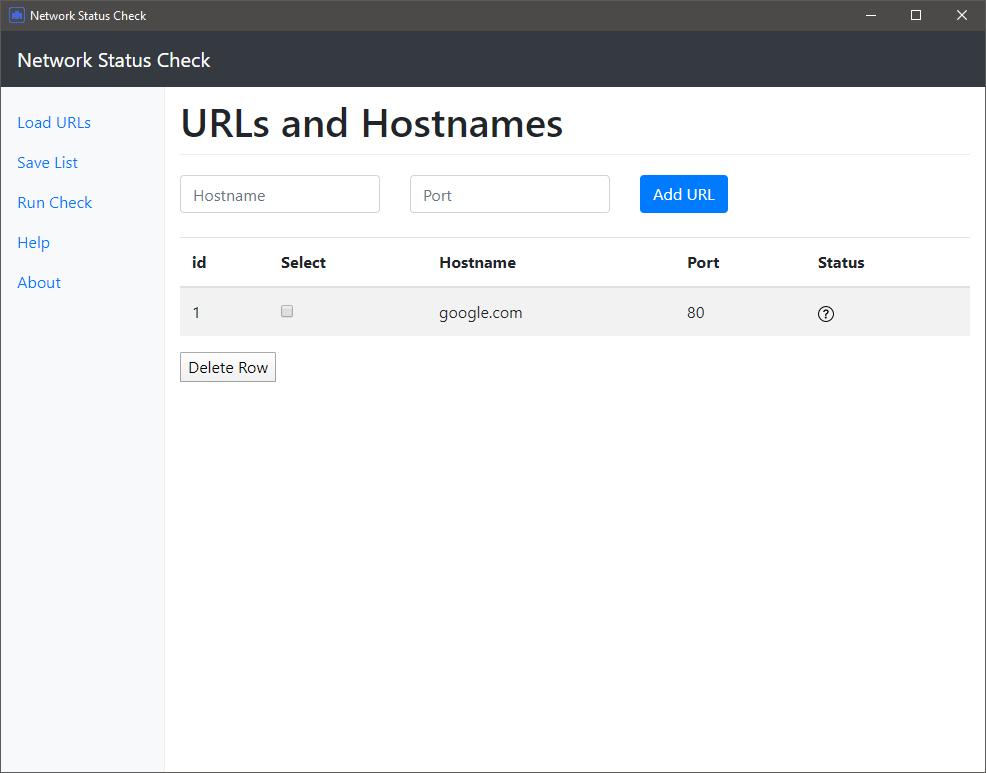 Network Status Check
Network Status Check
Load URLs
Save List
Run Check
Help
About
URLs and Hostnames
Hostname Port Add URL
id Select Hostname Port Status
1 google.com 80 ?
Delete Row